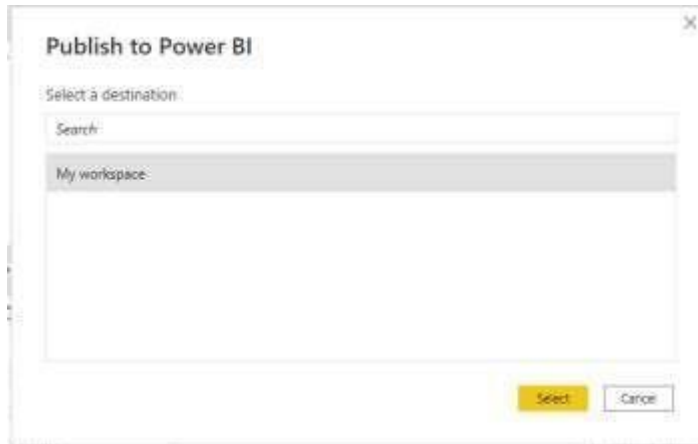 Publish to Power BI
Select a destination
Search
My workspace
Select
Cancel